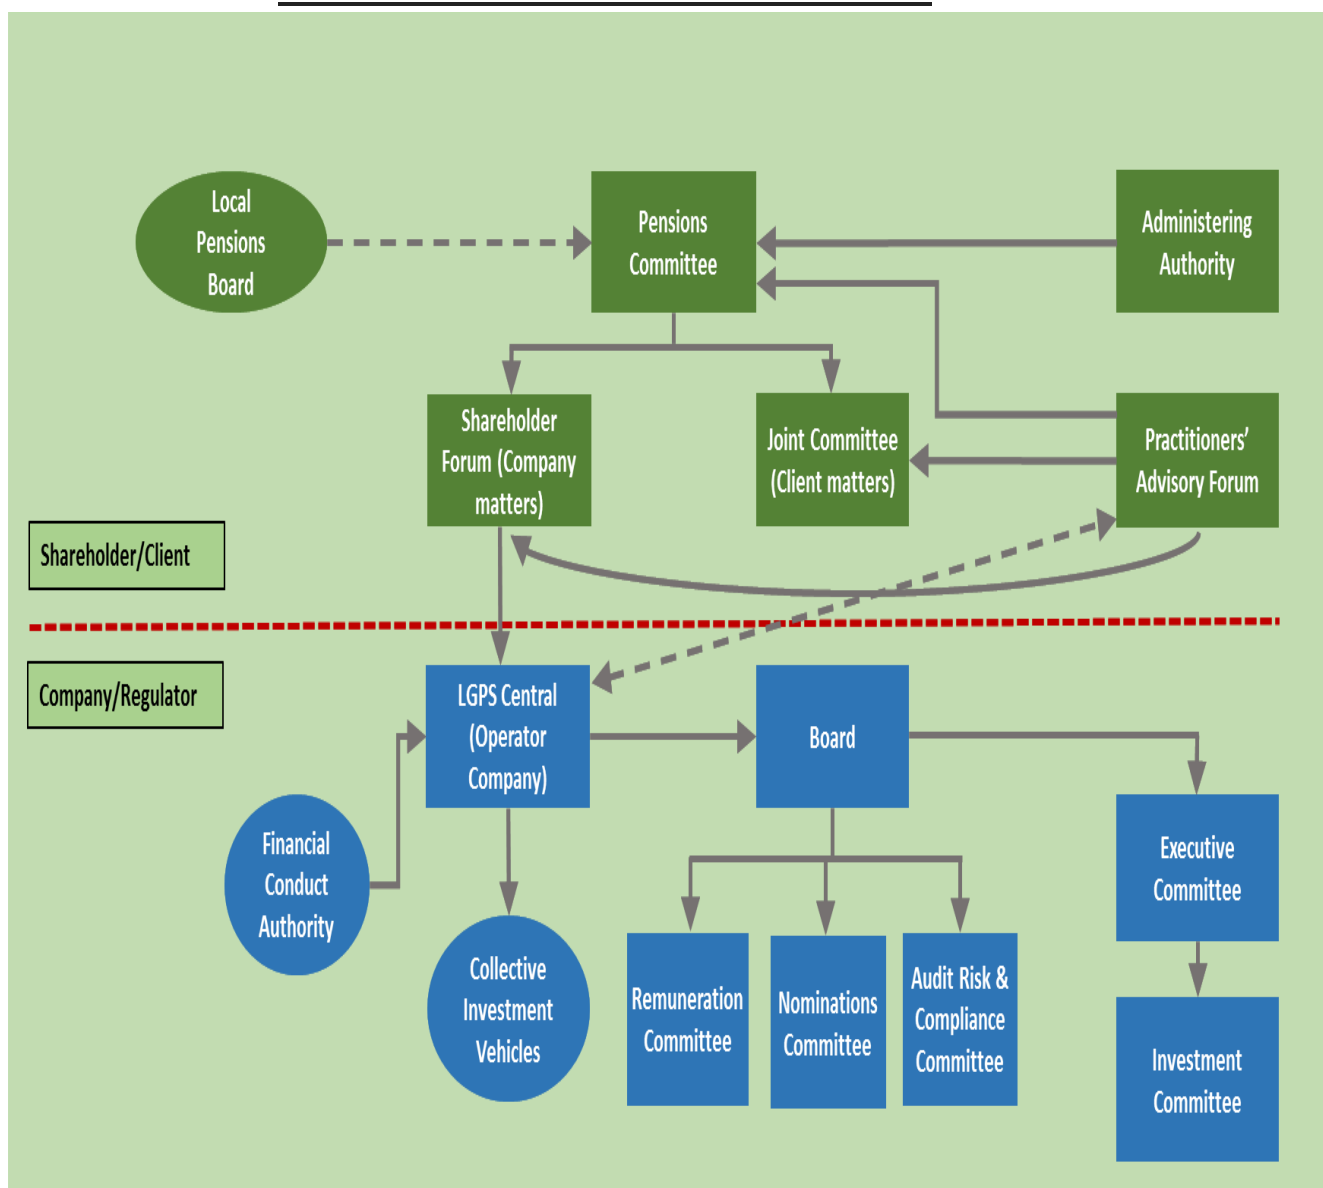 Local
Pensions
Board
Pensions
Committee
Administering
Authority
Shareholder
Forum (Company
matters)
Joint Committee
(Client matters)
Practitioners’
Advisory Forum
Shareholder/Client
Company/Regulator
LGPS Central
(Operator
Company)
Board
Financial
Conduct
Authority
Executive
Committee
Collective
Investment
Vehicles
Remuneration
Committee
Nominations
Committee
Audit Risk &
Compliance
Committee
Investment
Committee